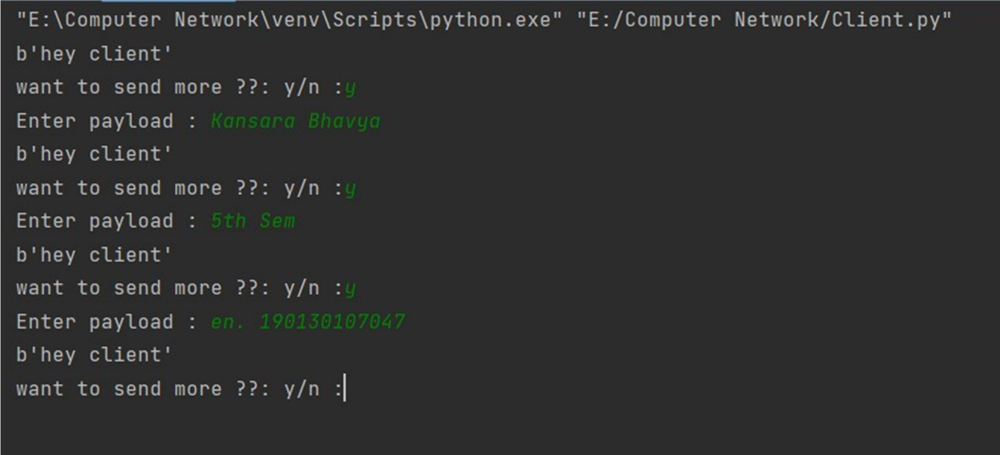 "E:\Computer Network\venv\Scripts\python.exe" "E:/Computer Network/Client.py"
b'hey client'
want to send more ??: y/n :y
Enter payload : Kansara Bhavya
b'hey client'
want to send more ??: y/n :y
Enter payload : 5th Sem
b'hey client'
want to send more ??: y/n :y
Enter payload : en. 190130107047
b'hey client'
want to send more ??: y/n :